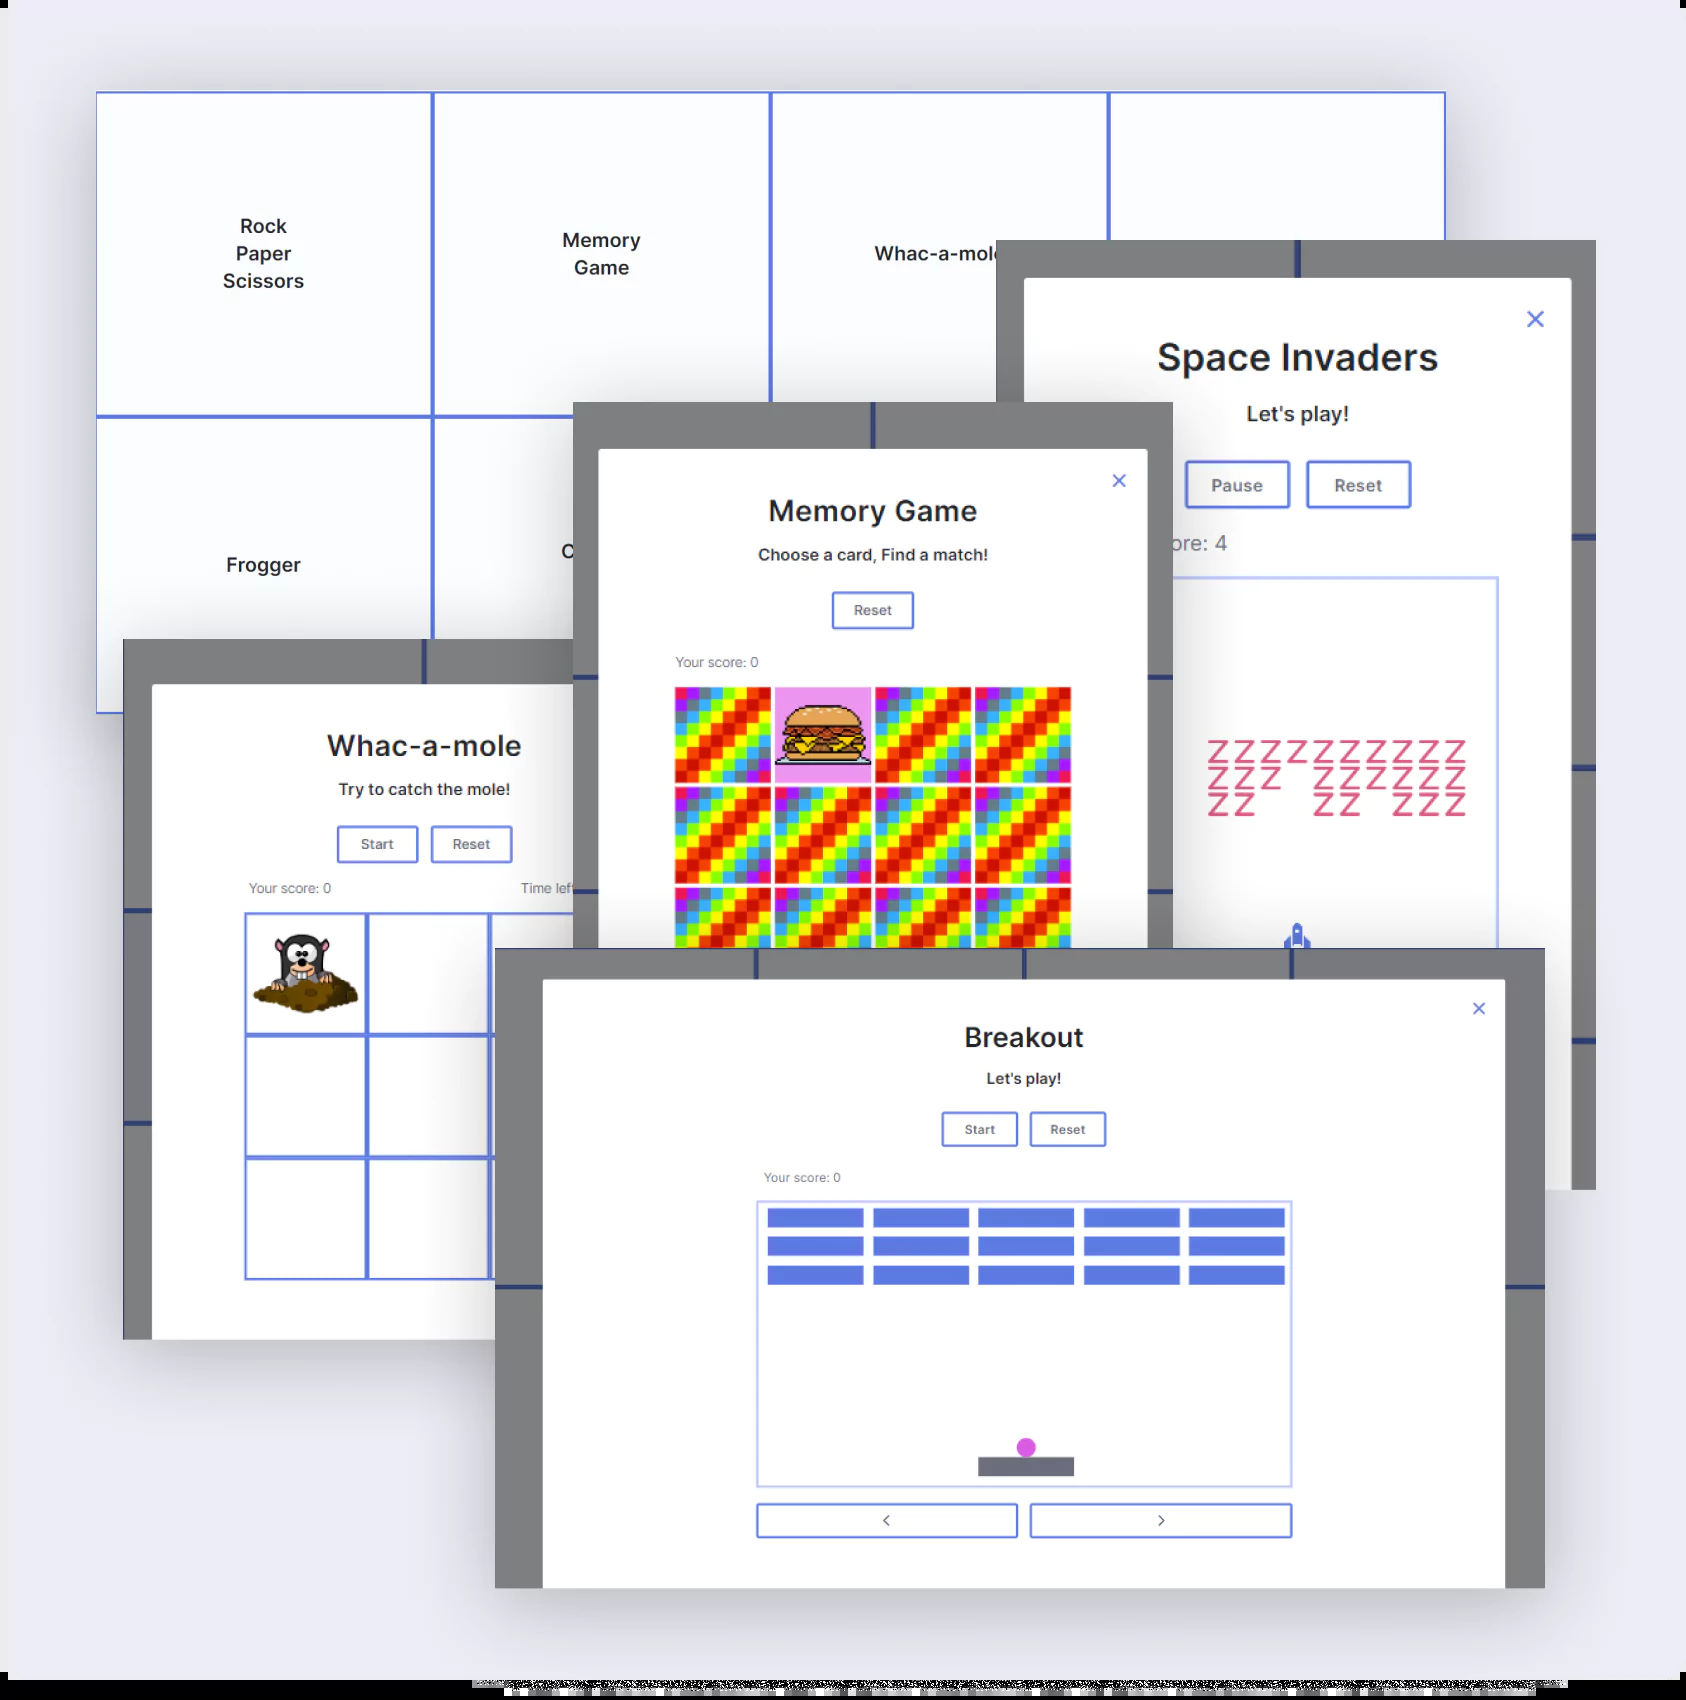 Rock
Paper
Scissors
Memory
Game
Whac-a-mole
Frogger
Space Invaders
Let's play!
Pause
Reset
ore: 4
Memory Game
Choose a card, Find a match!
Reset
Your score: 0
Whac-a-mole
Try to catch the mole!
Start
Reset
Your score: 0
Time left
ZZZZZZZZZZ
ZZZ ZZZZZZ
ZZ ZZ ZZZ
Breakout
Let's play!
Start
Reset
Your score: 0